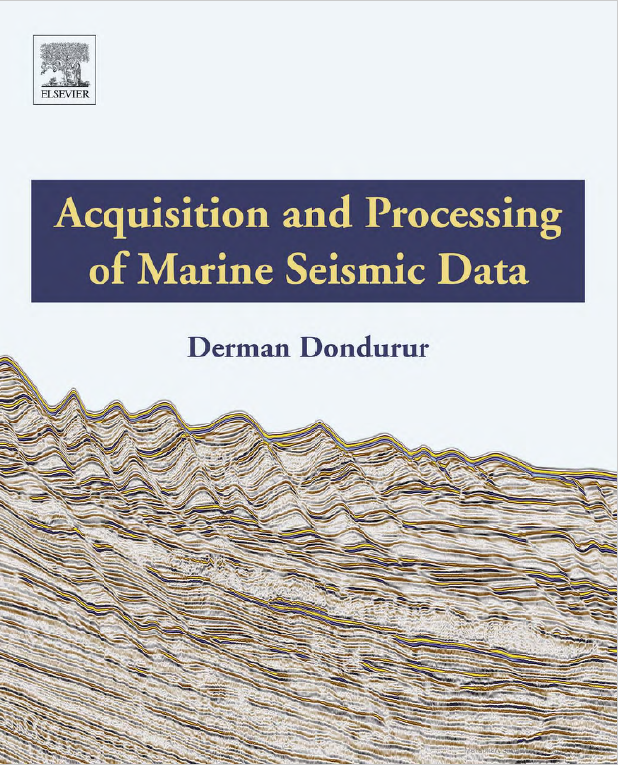 ELSEVIER
Acquisition and Processing
of Marine Seismic Data
Derman Dondurur